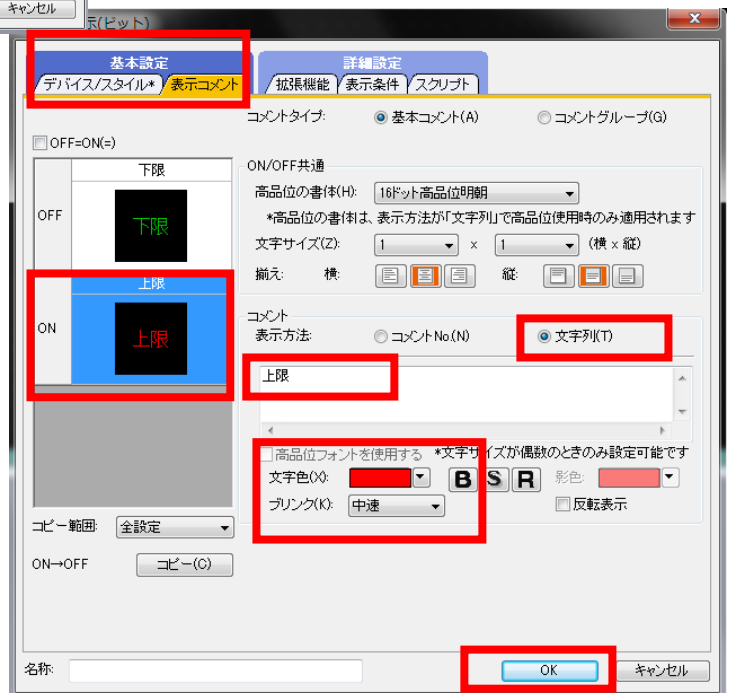 キャンセル
示(ビット)
基本設定
詳細設定
デバイス/スタイル*
表示コメント
拡張機能
表示条件
スクリプト
コメントタイプ:
基本コメント(A)
コメントグループ(G)
OFF=ON(=)
下限
OFF
下限
上限
ON
上限
ON/OFF共通
高品位の書体(H):
16ドット高品位明朝
*高品位の書体は、表示方法が「文字列」で高品位使用時のみ適用されます
文字サイズ(Z):
1
×
1
(横 × 縦)
揃え:
横:
縦:
コメント
表示方法:
コメントNo.(N)
文字列(T)
上限
高品位フォントを使用する
*文字サイズが偶数のときのみ設定可能です
文字色(X):
B
S
R
影色:
ブリンク(K):
中速
反転表示
コピー範囲:
全設定
ON→OFF
コピー(C)
名称:
OK
キャンセル